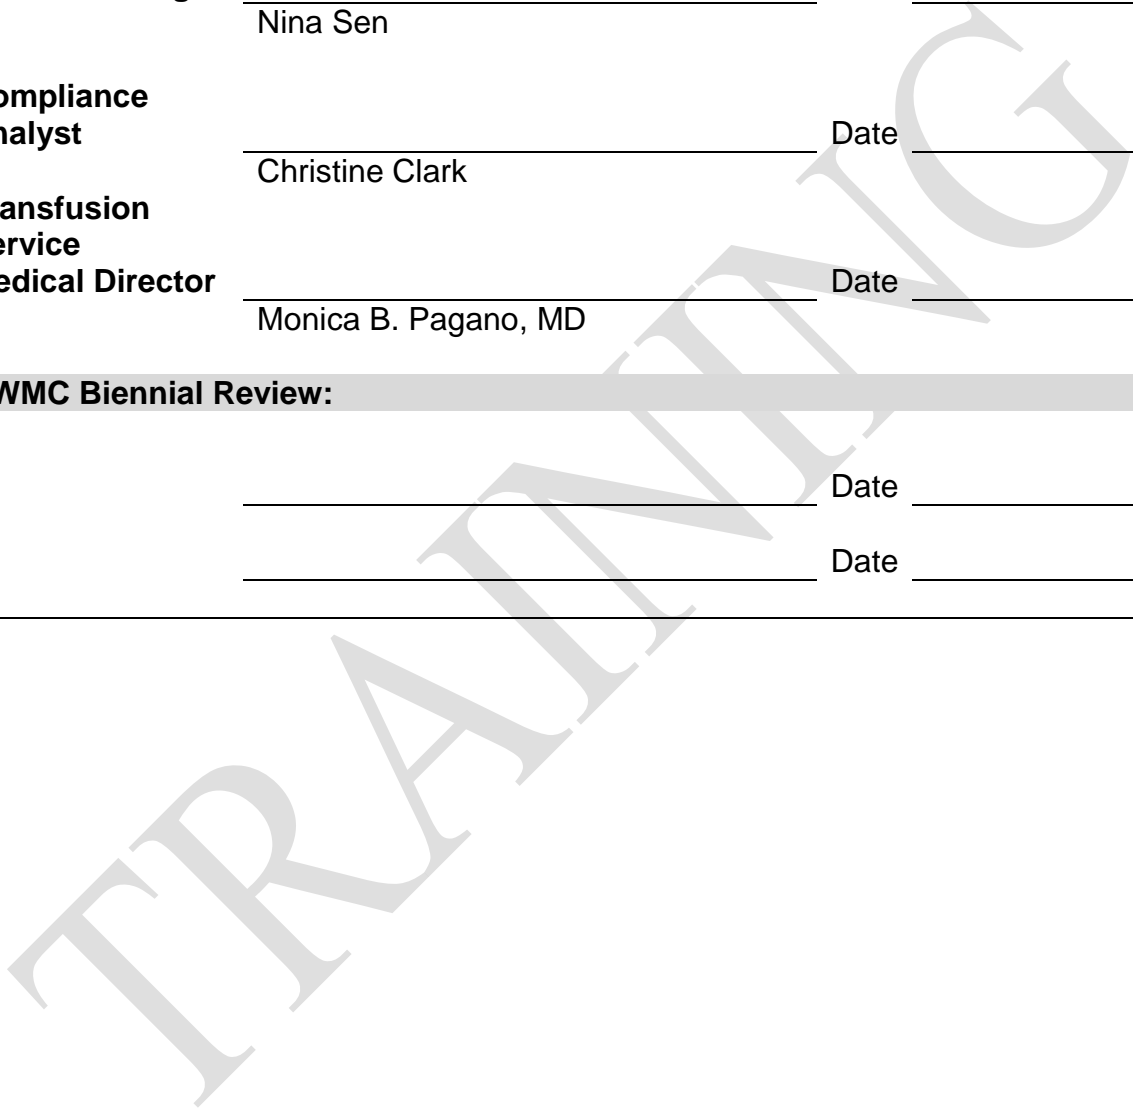 g
Nina Sen
ompliance
nalyst Date
Christine Clark
ansfusion
ervice
edical Director Date
Monica B. Pagano, MD
WMC Biennial Review:
Date
Date
TRAINING